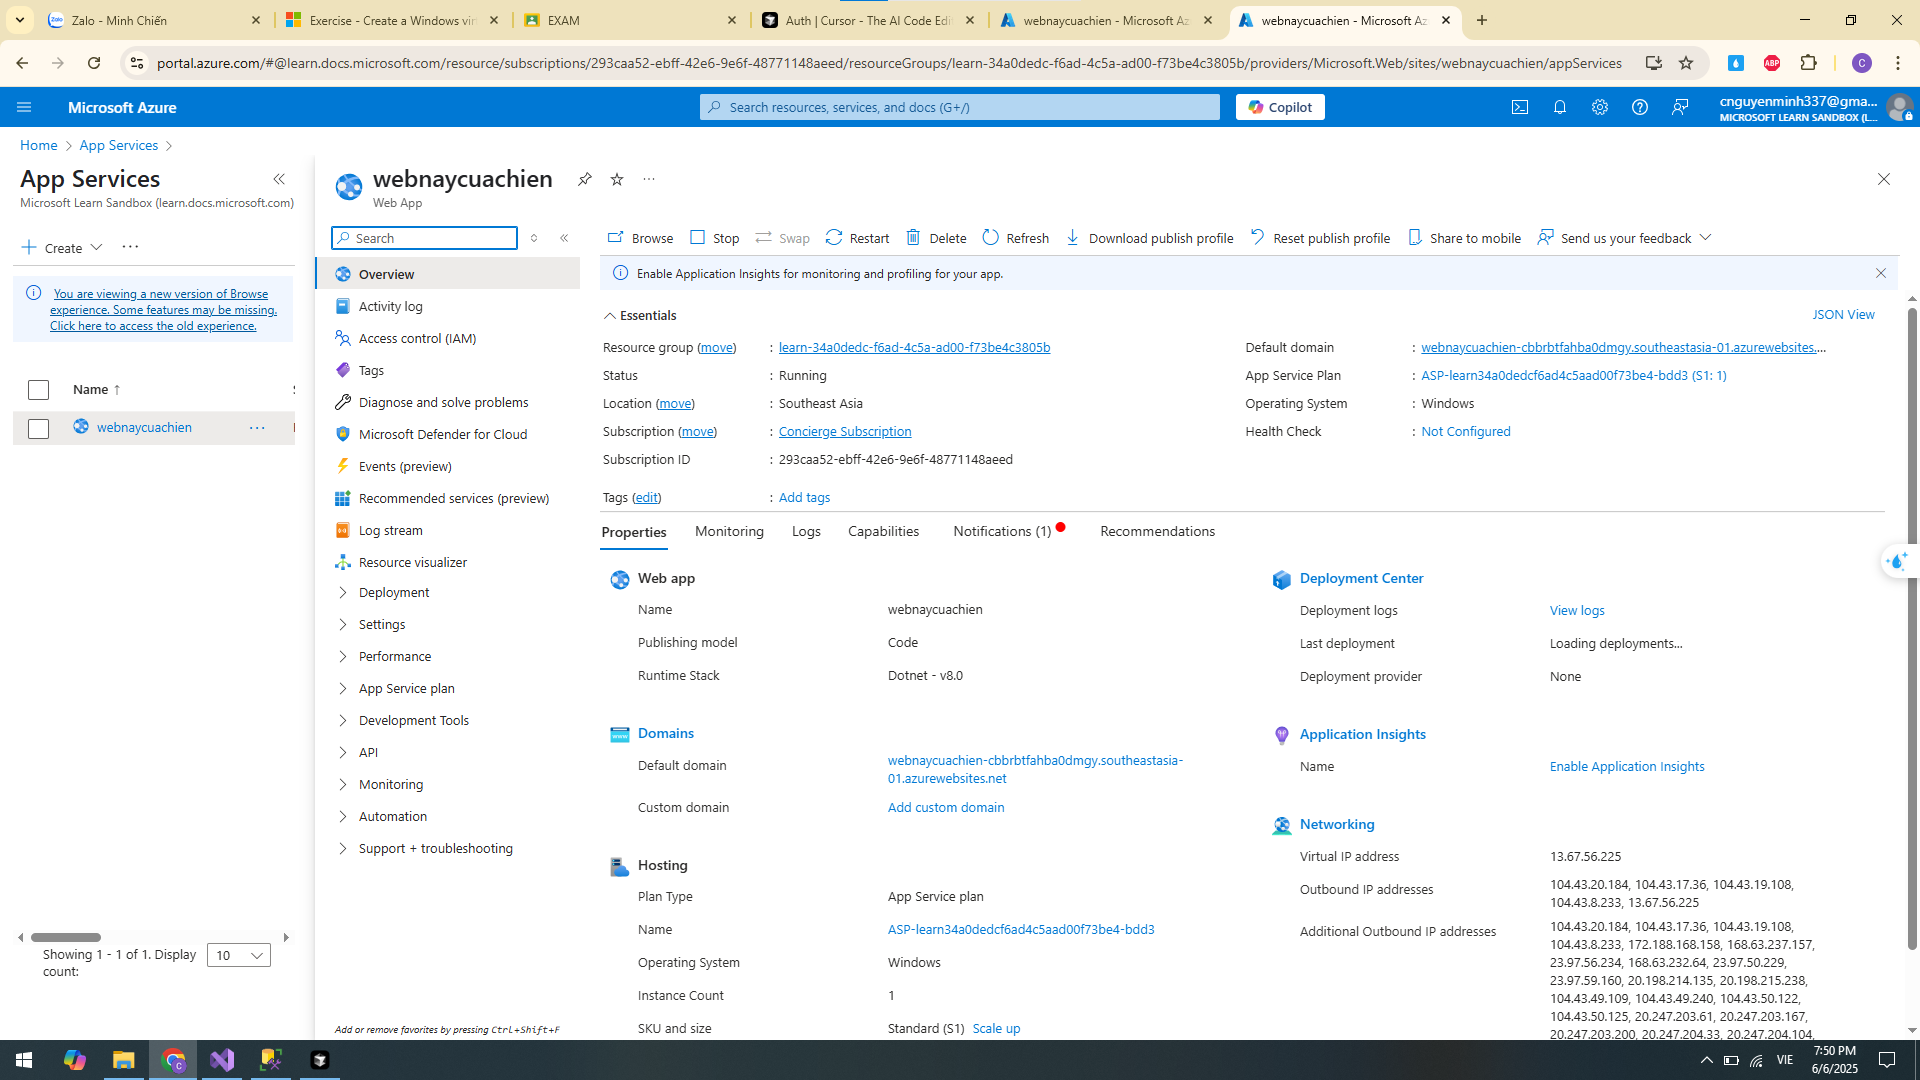 Zalo - Minh Chiến
Exercise - Create a Windows vir
EXAM
Auth | Cursor - The AI Code Edi
webnaycuachien - Microsoft Az
webnaycuachien - Microsoft Az
portal.azure.com/#@learn.docs.microsoft.com/resource/subscriptions/293caa52-ebff-42e6-9e6f-48771148aeed/resourceGroups/learn-34a0dedc-f6ad-4c5a-ad00-f73be4c3805b/providers/Microsoft.Web/sites/webnaycuachien/appServices
ABP
C
Microsoft Azure
Search resources, services, and docs (G+/)
Copilot
cnguyenminh337@gma...
MICROSOFT LEARN SANDBOX (L...
Home > App Services >
App Services
Microsoft Learn Sandbox (learn.docs.microsoft.com)
Create
You are viewing a new version of Browse
experience. Some features may be missing.
Click here to access the old experience.
Name ↑
webnaycuachien
Showing 1 - 1 of 1. Display
count:
10
webnaycuachien
Web App
Search
Overview
Activity log
Access control (IAM)
Tags
Diagnose and solve problems
Microsoft Defender for Cloud
Events (preview)
Recommended services (preview)
Log stream
Resource visualizer
Deployment
Settings
Performance
App Service plan
Development Tools
API
Monitoring
Automation
Support + troubleshooting
Add or remove favorites by pressing Ctrl+Shift+F
Browse
Stop
Swap
Restart
Delete
Refresh
Download publish profile
Reset publish profile
Share to mobile
Send us your feedback
Enable Application Insights for monitoring and profiling for your app.
Essentials
JSON View
Resource group (move) : learn-34a0dedc-f6ad-4c5a-ad00-f73be4c3805b
Status : Running
Location (move) : Southeast Asia
Subscription (move) : Concierge Subscription
Subscription ID : 293caa52-ebff-42e6-9e6f-48771148aeed
Tags (edit) : Add tags
Default domain : webnaycuachien-cbbrbtfahba0dmgy.southeastasia-01.azurewebsites....
App Service Plan : ASP-learn34a0dedcf6ad4c5aad00f73be4-bdd3 (S1: 1)
Operating System : Windows
Health Check : Not Configured
Properties
Monitoring
Logs
Capabilities
Notifications (1)
Recommendations
Web app
Name webnaycuachien
Publishing model Code
Runtime Stack Dotnet - v8.0
Domains
Default domain webnaycuachien-cbbrbtfahba0dmgy.southeastasia-
01.azurewebsites.net
Custom domain Add custom domain
Hosting
Plan Type App Service plan
Name ASP-learn34a0dedcf6ad4c5aad00f73be4-bdd3
Operating System Windows
Instance Count 1
SKU and size Standard (S1) Scale up
Deployment Center
Deployment logs View logs
Last deployment Loading deployments...
Deployment provider None
Application Insights
Name Enable Application Insights
Networking
Virtual IP address 13.67.56.225
Outbound IP addresses 104.43.20.184, 104.43.17.36, 104.43.19.108,
104.43.8.233, 13.67.56.225
Additional Outbound IP addresses 104.43.20.184, 104.43.17.36, 104.43.19.108,
104.43.8.233, 172.188.168.158, 168.63.237.157,
23.97.56.234, 168.63.232.64, 23.97.50.229,
23.97.59.160, 20.198.214.135, 20.198.215.238,
104.43.49.109, 104.43.49.240, 104.43.50.122,
104.43.50.125, 20.247.203.61, 20.247.203.167,
20.247.203.200, 20.247.204.33, 20.247.204.104,
VIE
7:50 PM
6/6/2025